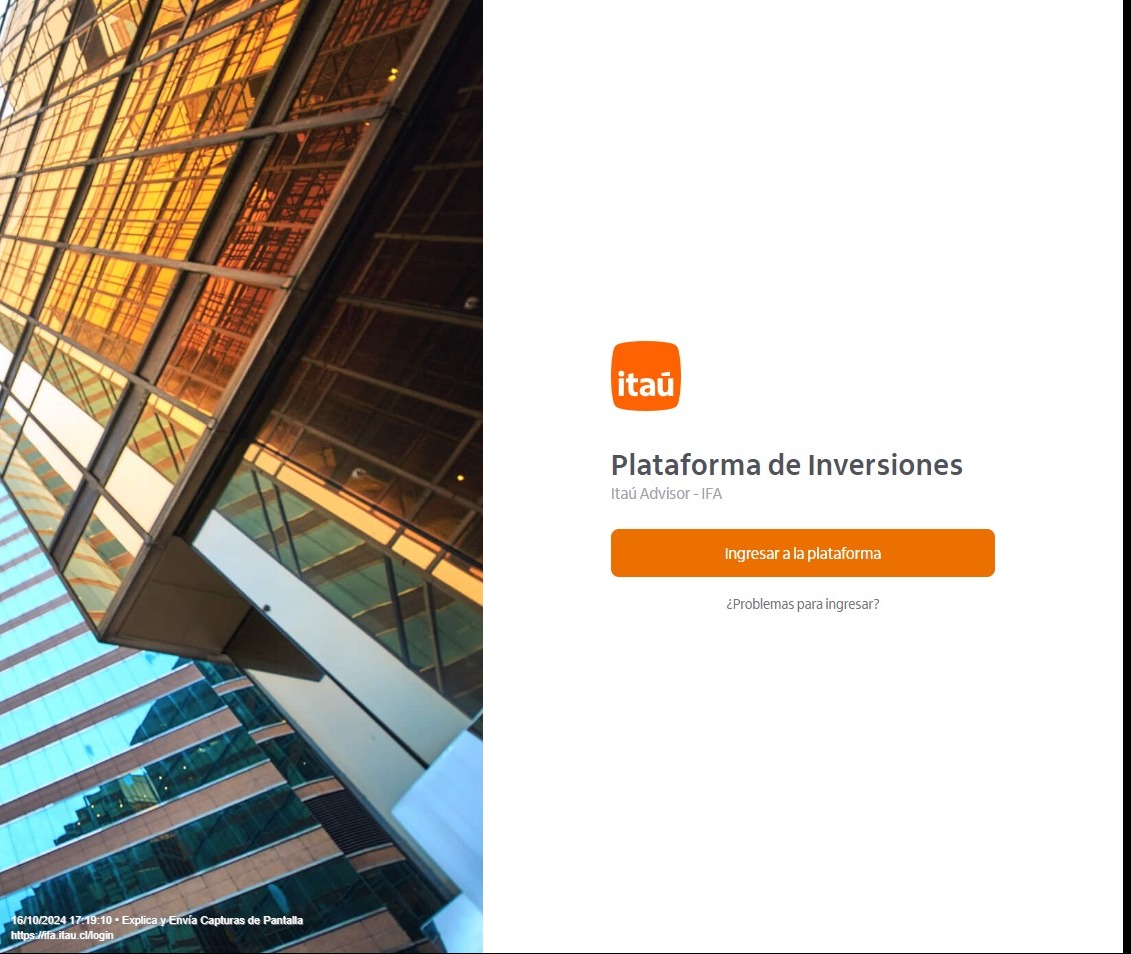 itaú
Plataforma de Inversiones
Itaú Advisor - IFA
Ingresar a la plataforma
¿Problemas para ingresar?
16/10/2024 17:19:10 • Explica y Envía Capturas de Pantalla
https://ifa.itau.cl/login